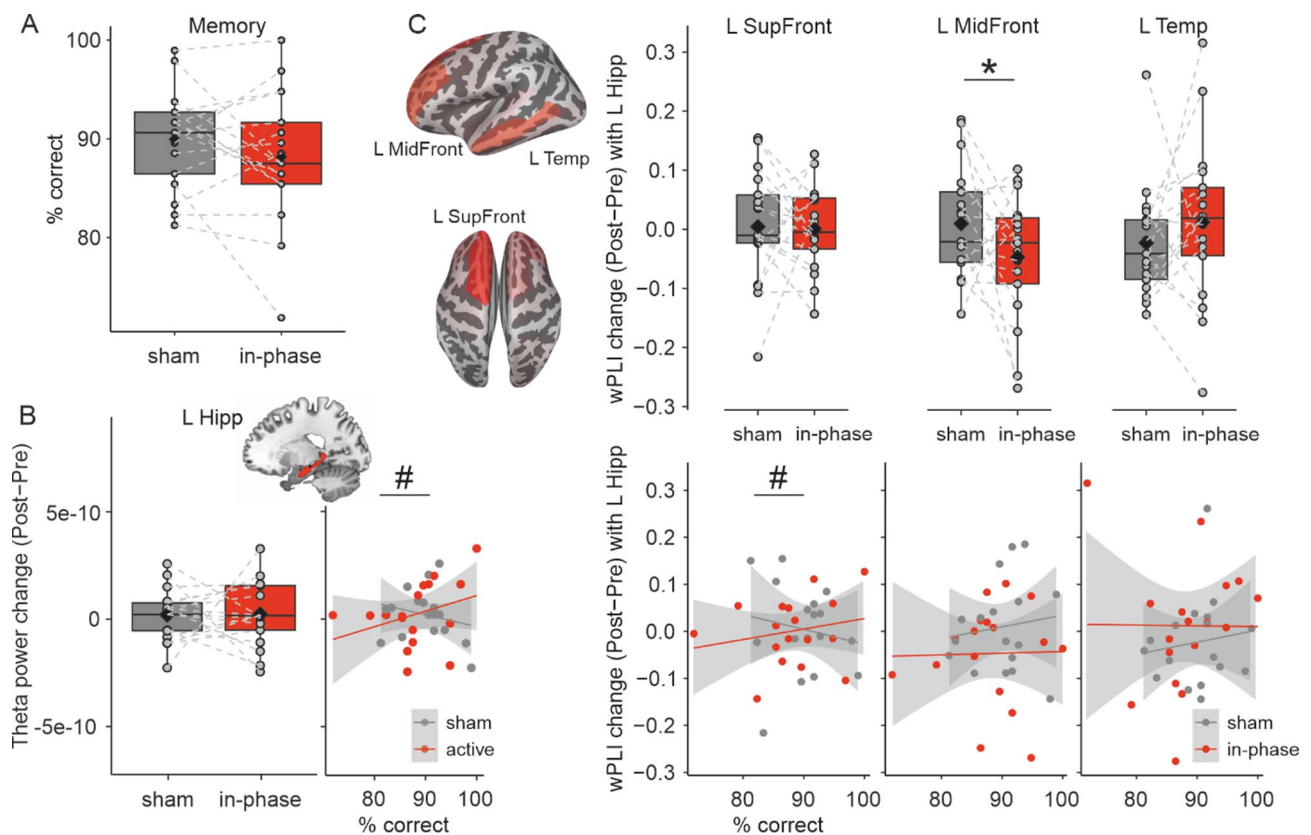 A
Memory
% correct
100
90
80
sham
in-phase
C
L MidFront
L Temp
L SupFront
wPLI change (Post−Pre) with L Hipp
L SupFront
L MidFront
L Temp
*
0.3
0.2
0.1
0.0
−0.1
−0.2
−0.3
sham
in-phase
sham
in-phase
sham
in-phase
B
L Hipp
Theta power change (Post−Pre)
5e-10
0
-5e-10
sham
in-phase
#
sham
active
80
90
100
% correct
wPLI change (Post−Pre) with L Hipp
#
0.3
0.2
0.1
0.0
−0.1
−0.2
−0.3
80
90
100
80
90
100
80
90
100
% correct
% correct
sham
in-phase